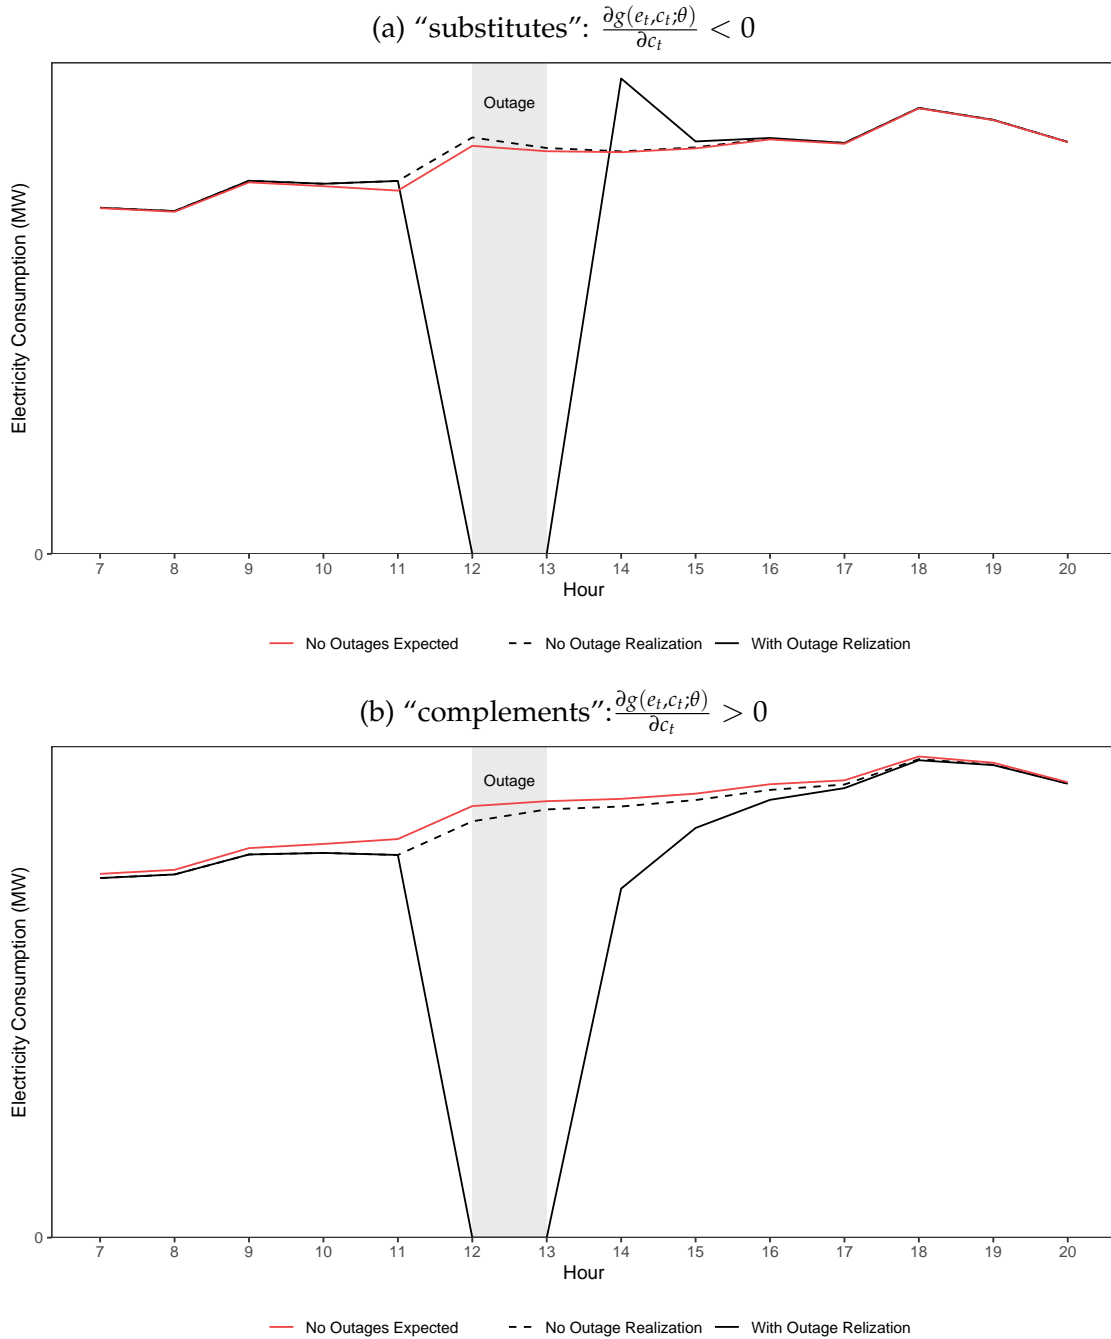 (a) “substitutes”: ∂g(e_t,c_t;θ)/∂c_t < 0
Outage
Electricity Consumption (MW)
0
7 8 9 10 11 12 13 14 15 16 17 18 19 20
Hour
No Outages Expected No Outage Realization With Outage Relization
(b) “complements”:∂g(e_t,c_t;θ)/∂c_t > 0
Outage
Electricity Consumption (MW)
0
7 8 9 10 11 12 13 14 15 16 17 18 19 20
Hour
No Outages Expected No Outage Realization With Outage Relization